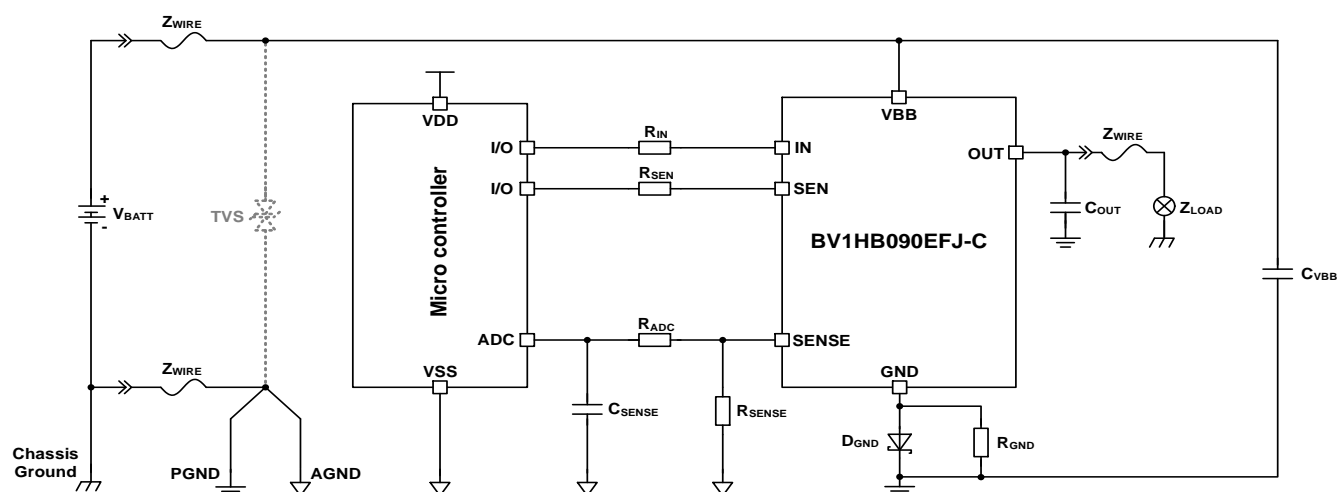 ZWIRE
VDD
VBB
I/O
RIN
IN
OUT
ZWIRE
I/O
RSEN
SEN
+
VBATT
-
TVS
Micro controller
BV1HB090EFJ-C
COUT
ZLOAD
CVBB
ZWIRE
ADC
RADC
SENSE
VSS
GND
CSENSE
RSENSE
DGND
RGND
Chassis
Ground
PGND
AGND